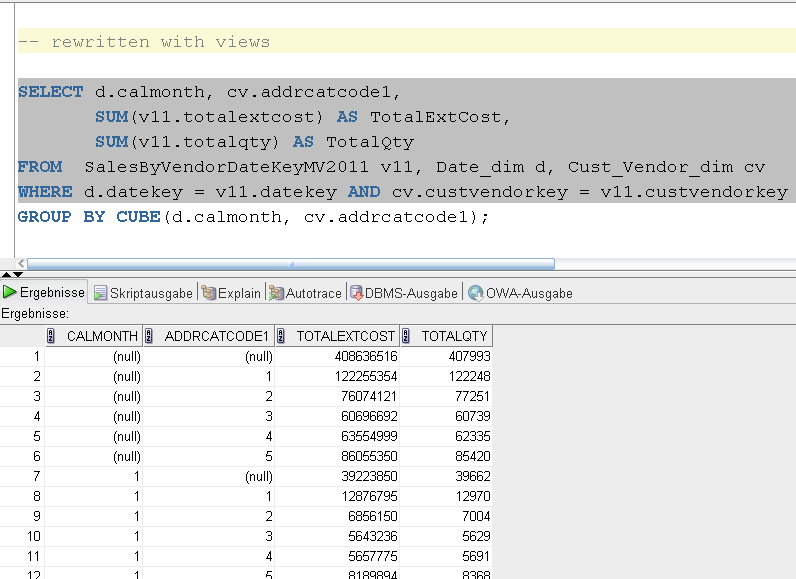 -- rewritten with views
SELECT d.calmonth, cv.addrcatcode1,
SUM(v11.totalextcost) AS TotalExtCost,
SUM(v11.totalqty) AS TotalQty
FROM SalesByVendorDateKeyMV2011 v11, Date_dim d, Cust_Vendor_dim cv
WHERE d.datekey = v11.datekey AND cv.custvendorkey = v11.custvendorkey
GROUP BY CUBE(d.calmonth, cv.addrcatcode1);
Ergebnisse Skriptausgabe Explain Autotrace DBMS-Ausgabe OWA-Ausgabe
Ergebnisse:
CALMONTH ADDRCATCODE1 TOTALEXTCOST TOTALQTY
1 (null) (null) 408636516 407993
2 (null) 1 122255354 122248
3 (null) 2 76074121 77251
4 (null) 3 60696692 60739
5 (null) 4 63554999 62335
6 (null) 5 86055350 85420
7 1 (null) 39223850 39662
8 1 1 12876795 12970
9 1 2 6856150 7004
10 1 3 5643236 5629
11 1 4 5657775 5691
12 1 5 8189894 8368